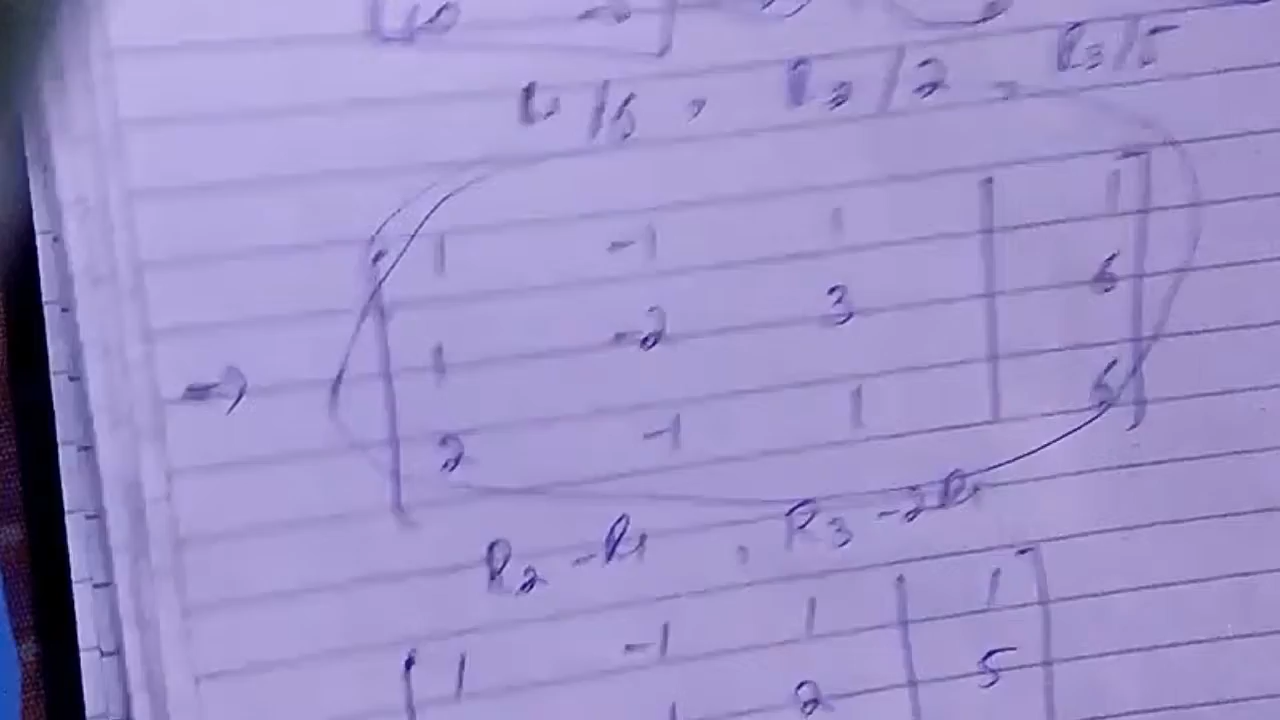 R1/5 , R2/2 , R3/5
1 -1 1 | 1
1 -2 3 | 6
=>
2 -1 1 | 5
R2 - R1 , R3 - 2R1
1 -1 1 | 1
2 | 5